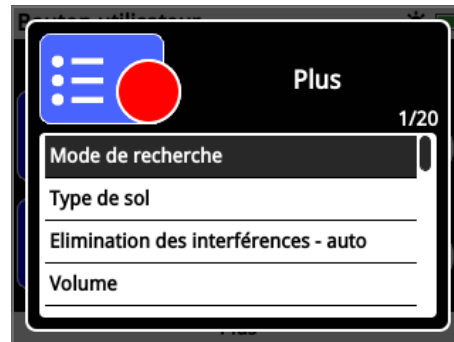 Plus
1/20
Mode de recherche
Type de sol
Elimination des interférences - auto
Volume